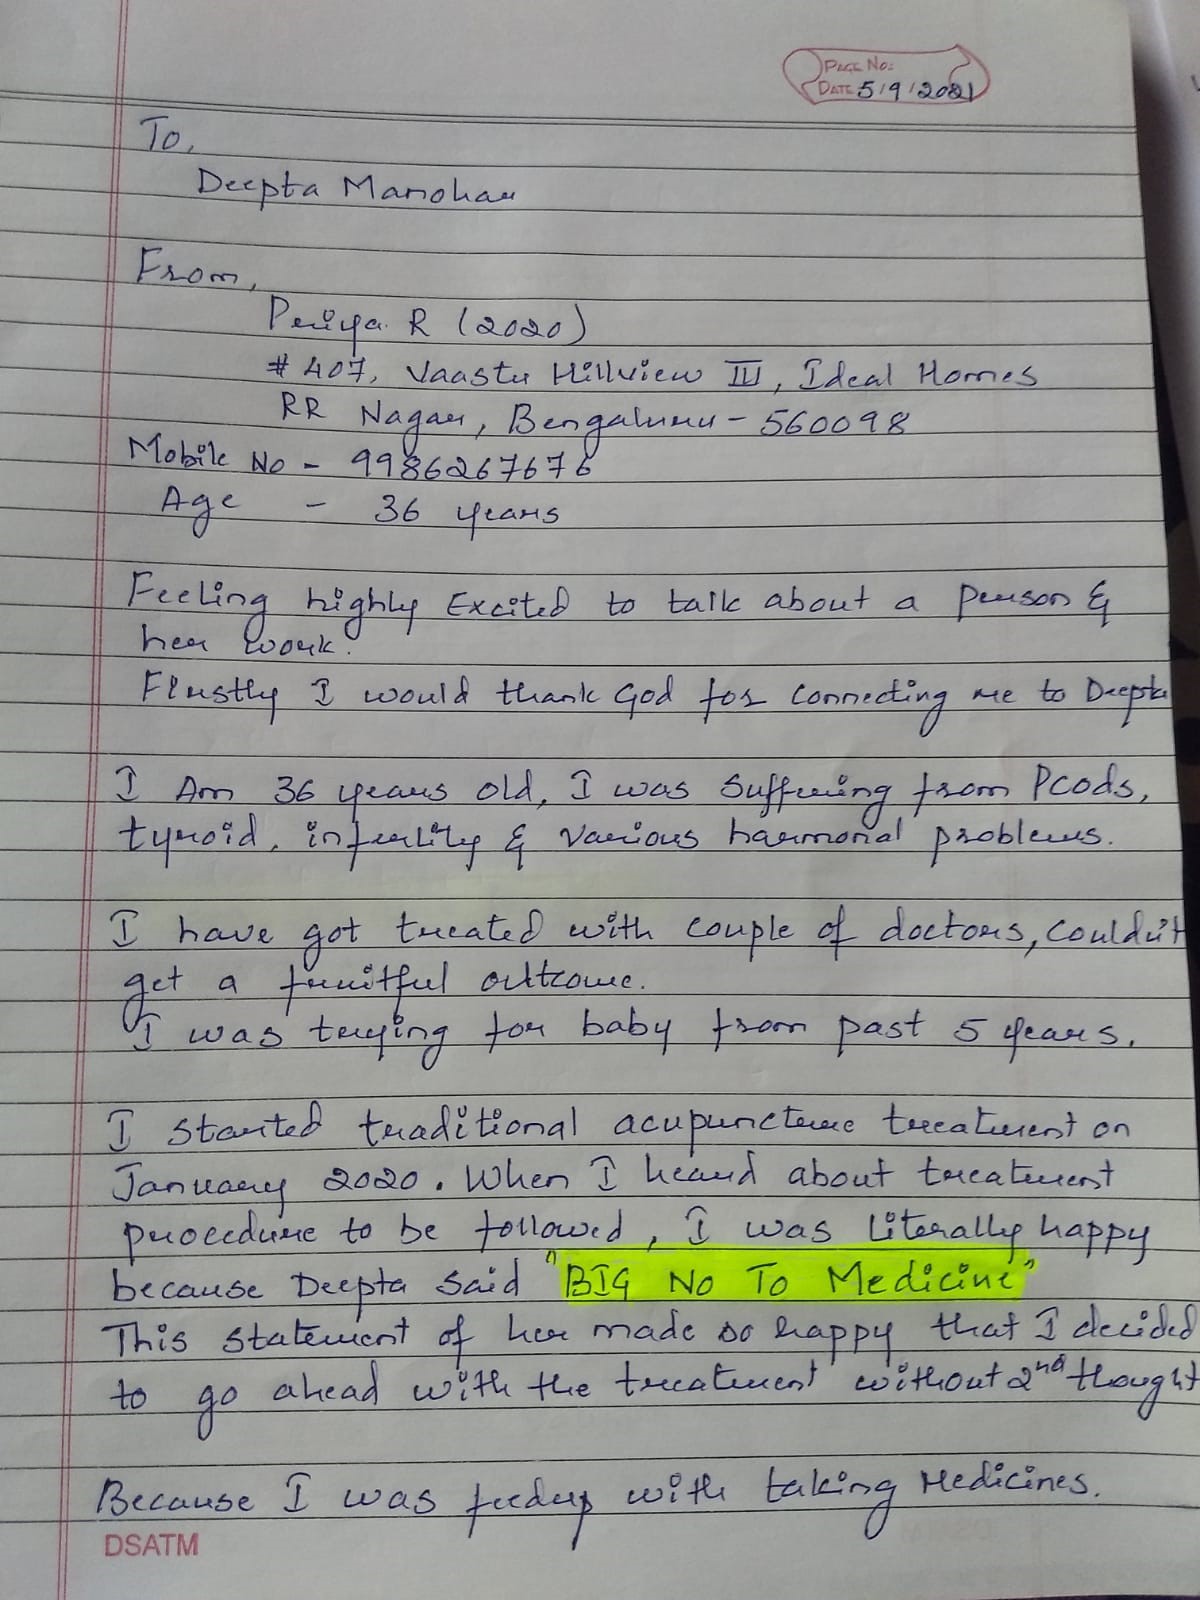 PAGE NO:
DATE 5/9/2021
To,
Deepta Manohar
From,
Priya R (2020)
# 407, Vaastu Hillview III, Ideal Homes
RR Nagar, Bengaluru - 560098
Mobile No - 9986267676
Age - 36 years
Feeling highly Excited to talk about a person &
her work.
Firstly I would thank God for connecting me to Deepta
I Am 36 years old, I was suffering from Pcods,
tyroid, infertility & various harmonal problems.
I have got treated with couple of doctors, couldn't
get a fruitful outcome.
I was trying for baby from past 5 years.
I started traditional acupuncture treatment on
January 2020. When I heard about treatment
procedure to be followed, I was literally happy
because Deepta said "BIG No To Medicine"
This statement of her made so happy that I decided
to go ahead with the treatment without 2nd thought
Because I was feedup with taking Medicines.
DSATM